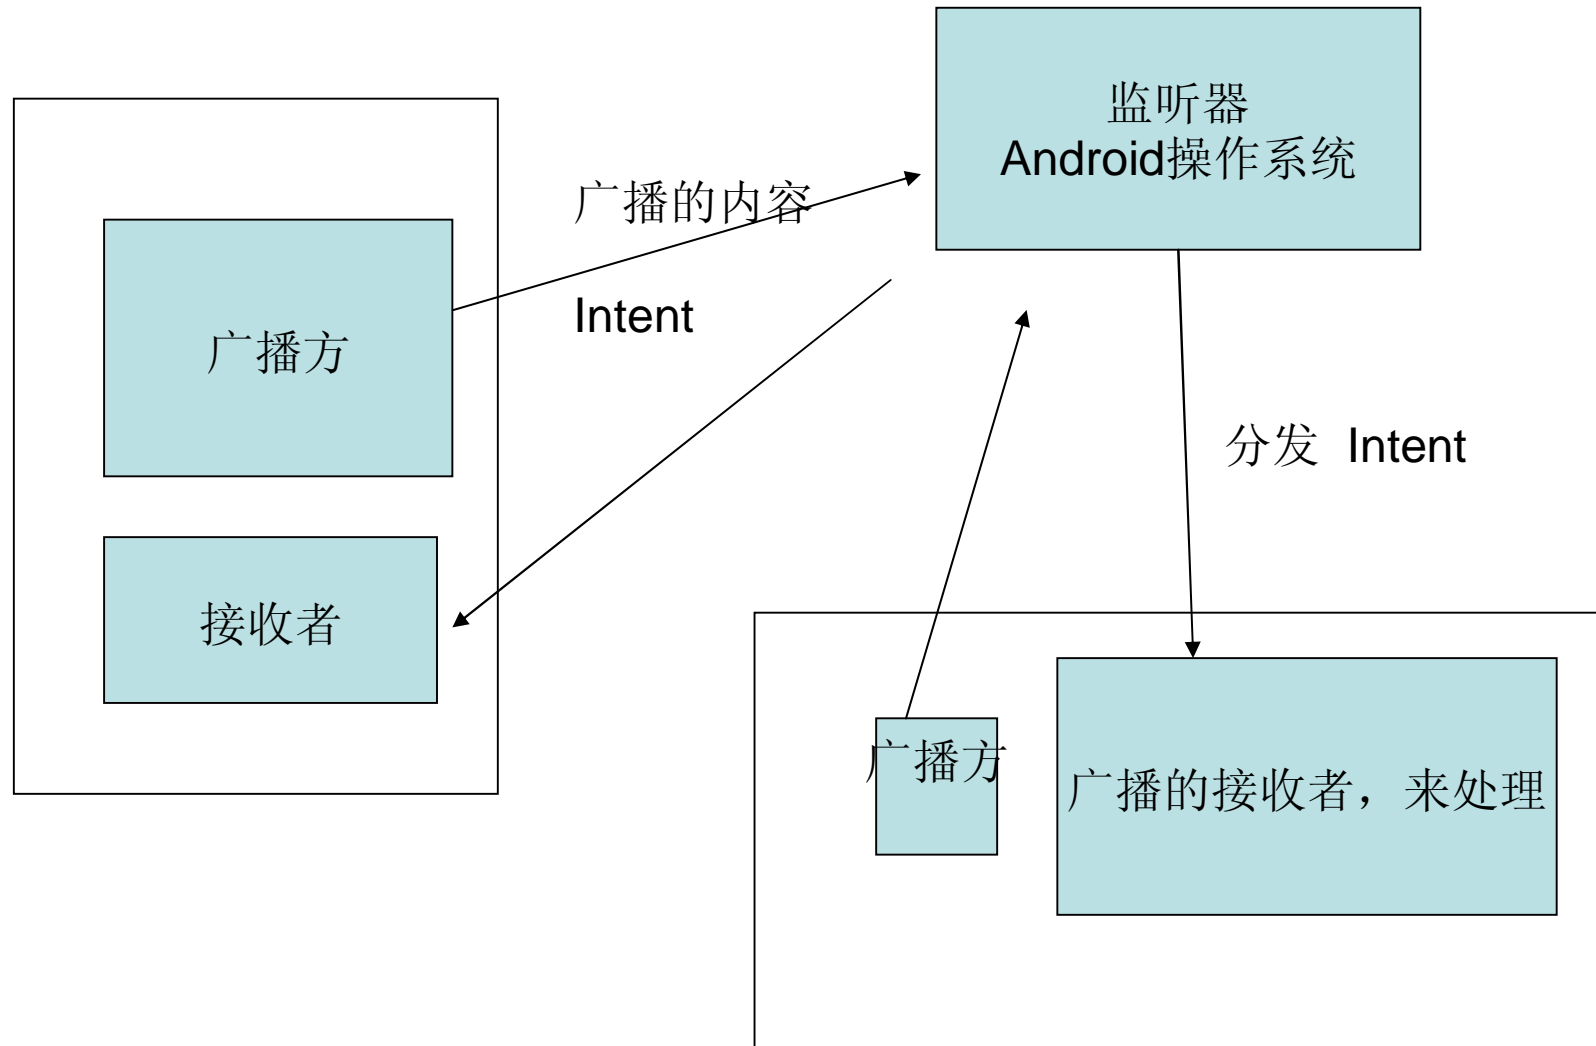 监听器
Android操作系统
广播的内容
Intent
广播方
分发 Intent
接收者
广播方
广播的接收者，来处理